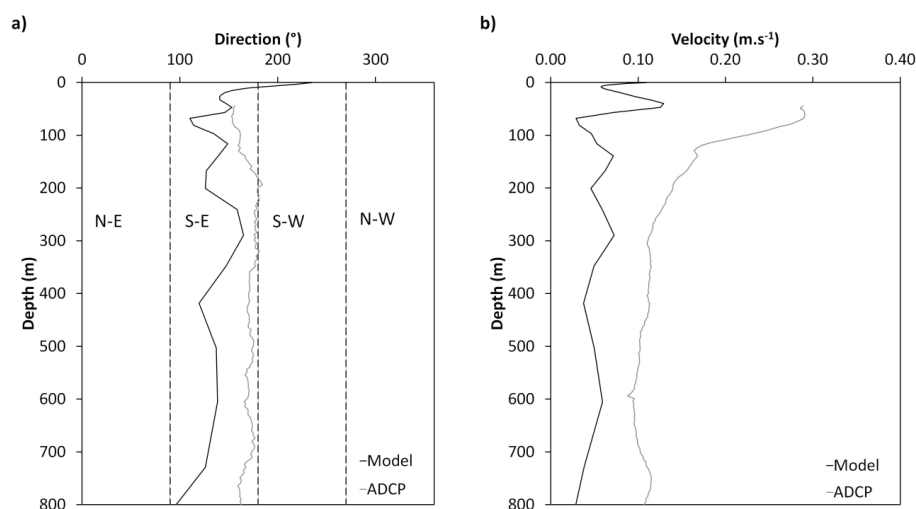 a)
Direction (°)
0 100 200 300
0
100
200
300
400
500
600
700
800
Depth (m)
N-E S-E S-W N-W
Model
ADCP
b)
Velocity (m.s⁻¹)
0.00 0.10 0.20 0.30 0.40
0
100
200
300
400
500
600
700
800
Depth (m)
Model
ADCP